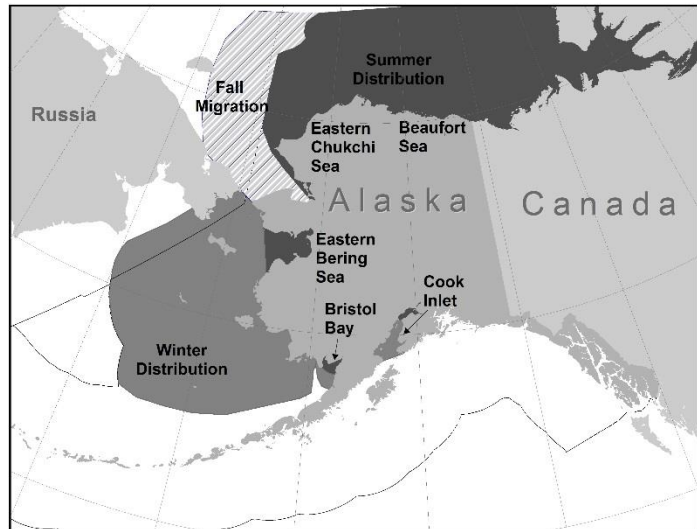 Summer
Distribution
Fall
Migration
Russia
Eastern
Chukchi
Sea
Beaufort
Sea
Alaska
Canada
Eastern
Bering
Sea
Cook
Inlet
Bristol
Bay
Winter
Distribution